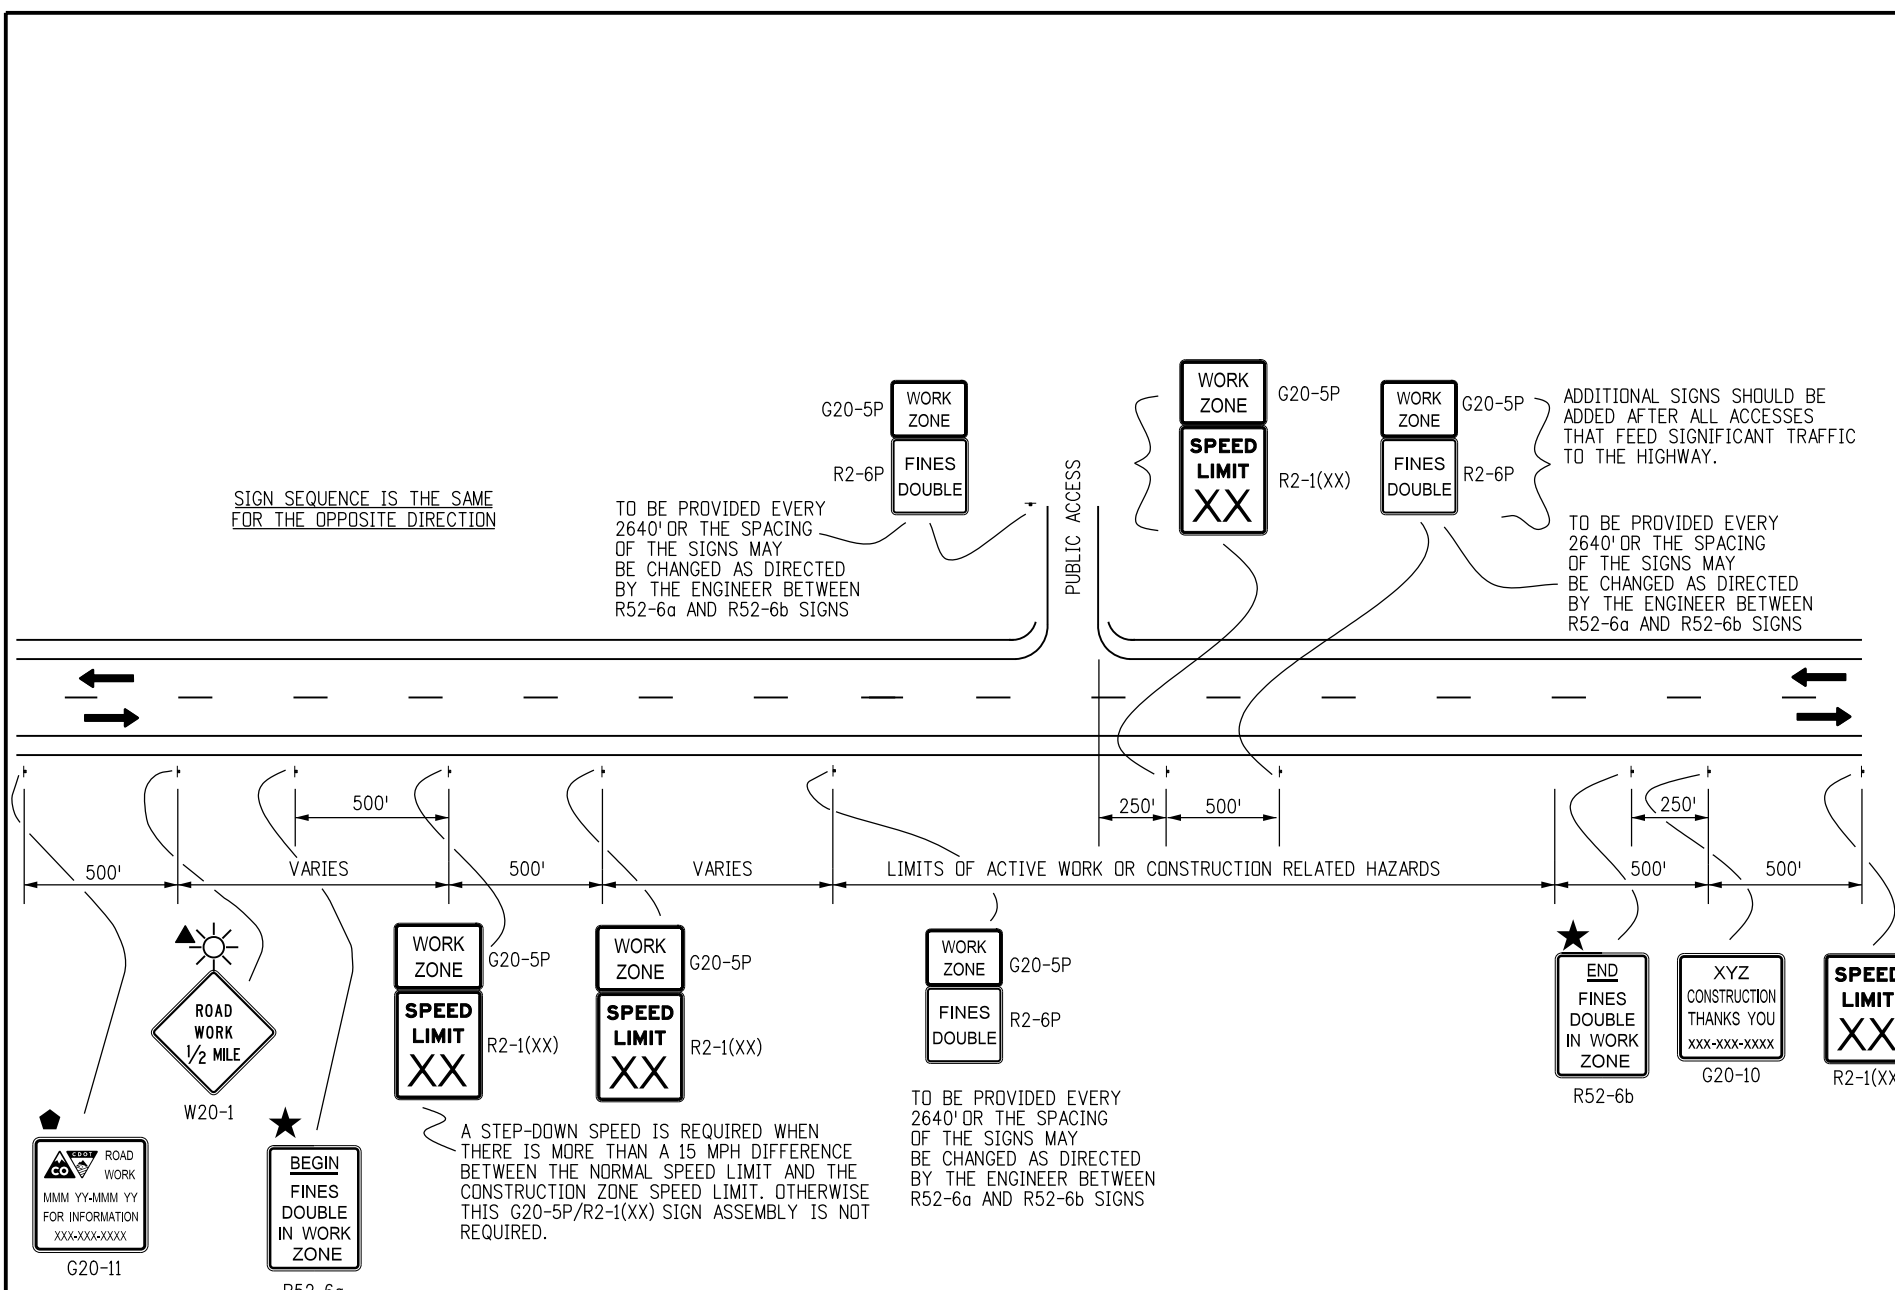 G20-5P
WORK
ZONE
R2-6P
FINES
DOUBLE
WORK
ZONE
G20-5P
SPEED
LIMIT
XX
R2-1(XX)
WORK
ZONE
G20-5P
FINES
DOUBLE
R2-6P
ADDITIONAL SIGNS SHOULD BE
ADDED AFTER ALL ACCESSES
THAT FEED SIGNIFICANT TRAFFIC
TO THE HIGHWAY.
SIGN SEQUENCE IS THE SAME
FOR THE OPPOSITE DIRECTION
TO BE PROVIDED EVERY
2640' OR THE SPACING
OF THE SIGNS MAY
BE CHANGED AS DIRECTED
BY THE ENGINEER BETWEEN
R52-6a AND R52-6b SIGNS
PUBLIC ACCESS
TO BE PROVIDED EVERY
2640' OR THE SPACING
OF THE SIGNS MAY
BE CHANGED AS DIRECTED
BY THE ENGINEER BETWEEN
R52-6a AND R52-6b SIGNS
500'
250'
500'
250'
500'
VARIES
500'
VARIES
LIMITS OF ACTIVE WORK OR CONSTRUCTION RELATED HAZARDS
500'
500'
ROAD
WORK
1/2 MILE
W20-1
WORK
ZONE
G20-5P
SPEED
LIMIT
XX
R2-1(XX)
WORK
ZONE
G20-5P
SPEED
LIMIT
XX
R2-1(XX)
WORK
ZONE
G20-5P
FINES
DOUBLE
R2-6P
END
FINES
DOUBLE
IN WORK
ZONE
R52-6b
XYZ
CONSTRUCTION
THANKS YOU
XXX-XXX-XXXX
G20-10
SPEED
LIMIT
XX
R2-1(XX
CO
CDOT
ROAD
WORK
MMM YY-MMM YY
FOR INFORMATION
XXX-XXX-XXXX
G20-11
BEGIN
FINES
DOUBLE
IN WORK
ZONE
R52-6a
A STEP-DOWN SPEED IS REQUIRED WHEN
THERE IS MORE THAN A 15 MPH DIFFERENCE
BETWEEN THE NORMAL SPEED LIMIT AND THE
CONSTRUCTION ZONE SPEED LIMIT. OTHERWISE
THIS G20-5P/R2-1(XX) SIGN ASSEMBLY IS NOT
REQUIRED.
TO BE PROVIDED EVERY
2640' OR THE SPACING
OF THE SIGNS MAY
BE CHANGED AS DIRECTED
BY THE ENGINEER BETWEEN
R52-6a AND R52-6b SIGNS